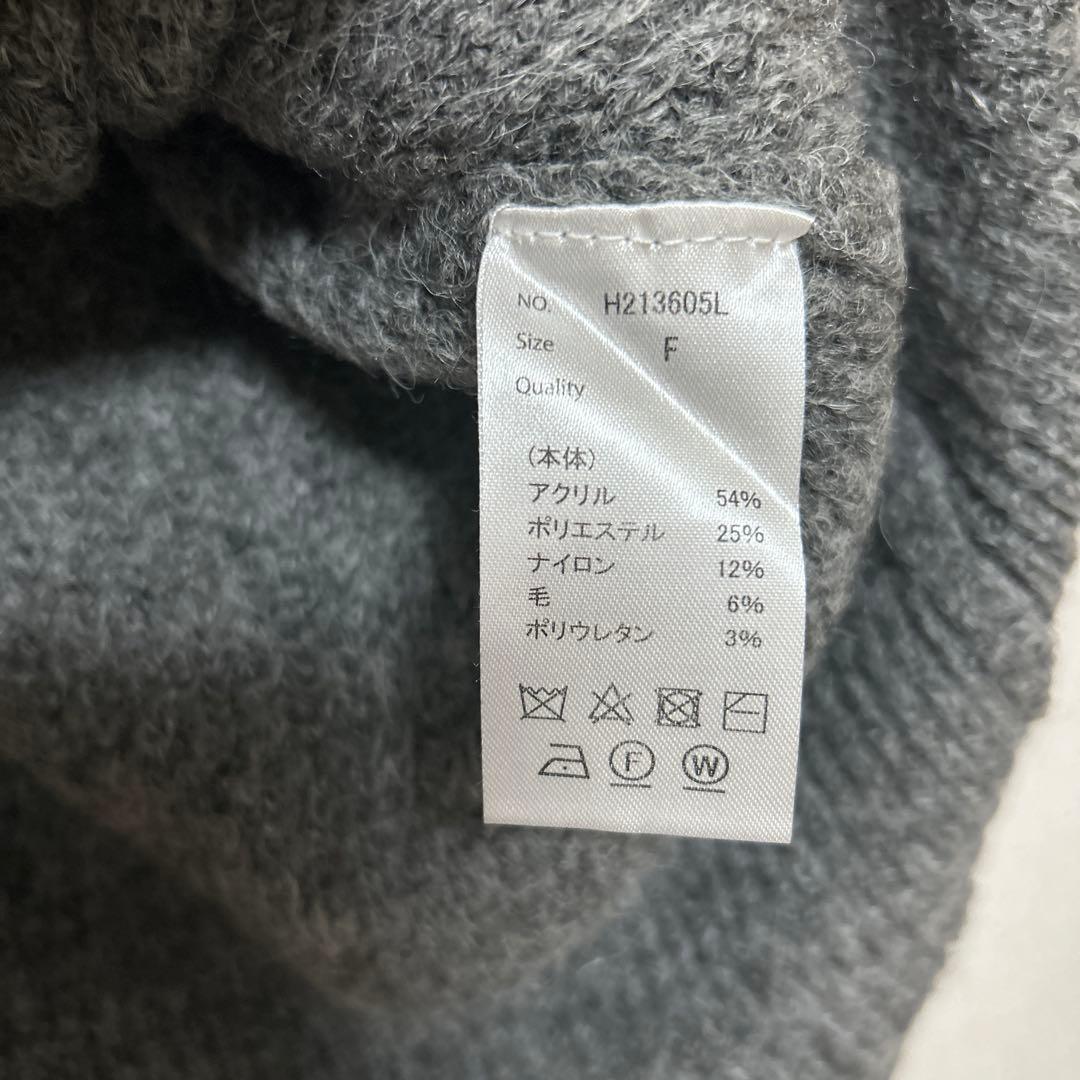 NO. H213605L
Size F
Quality
(本体)
アクリル 54%
ポリエステル 25%
ナイロン 12%
毛 6%
ポリウレタン 3%
F W